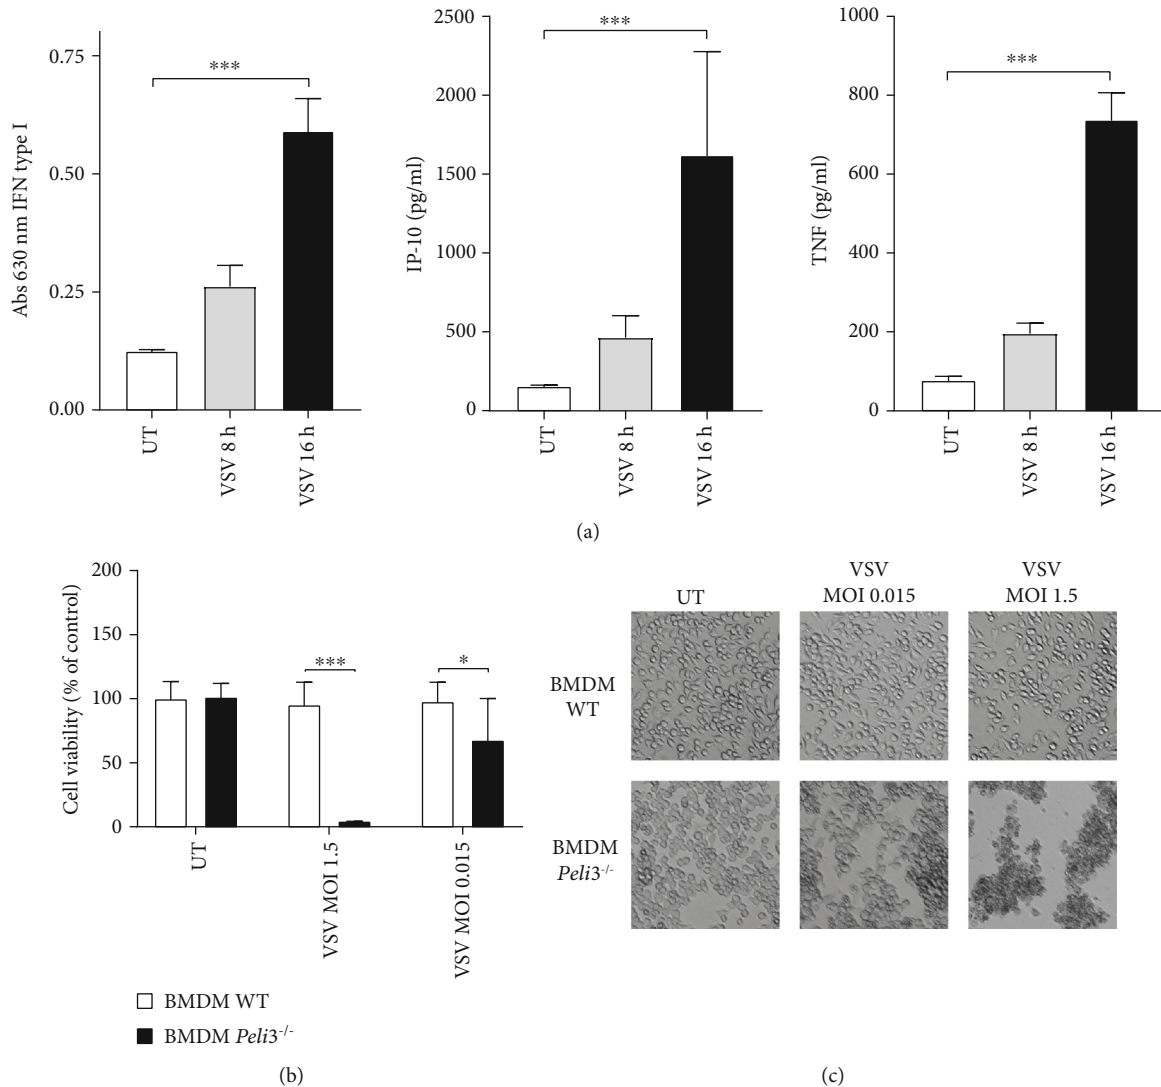 Abs 630 nm IFN type I
0.75
0.50
0.25
0.00
***
UT
VSV 8 h
VSV 16 h
IP-10 (pg/ml)
2500
2000
1500
1000
500
0
***
UT
VSV 8 h
VSV 16 h
TNF (pg/ml)
1000
800
600
400
200
0
***
UT
VSV 8 h
VSV 16 h
(a)
Cell viability (% of control)
200
150
100
50
0
***
*
UT
VSV MOI 1.5
VSV MOI 0.015
BMDM WT
BMDM Peli3-/-
(b)
UT
VSV
MOI 0.015
VSV
MOI 1.5
BMDM
WT
BMDM
Peli3-/-
(c)